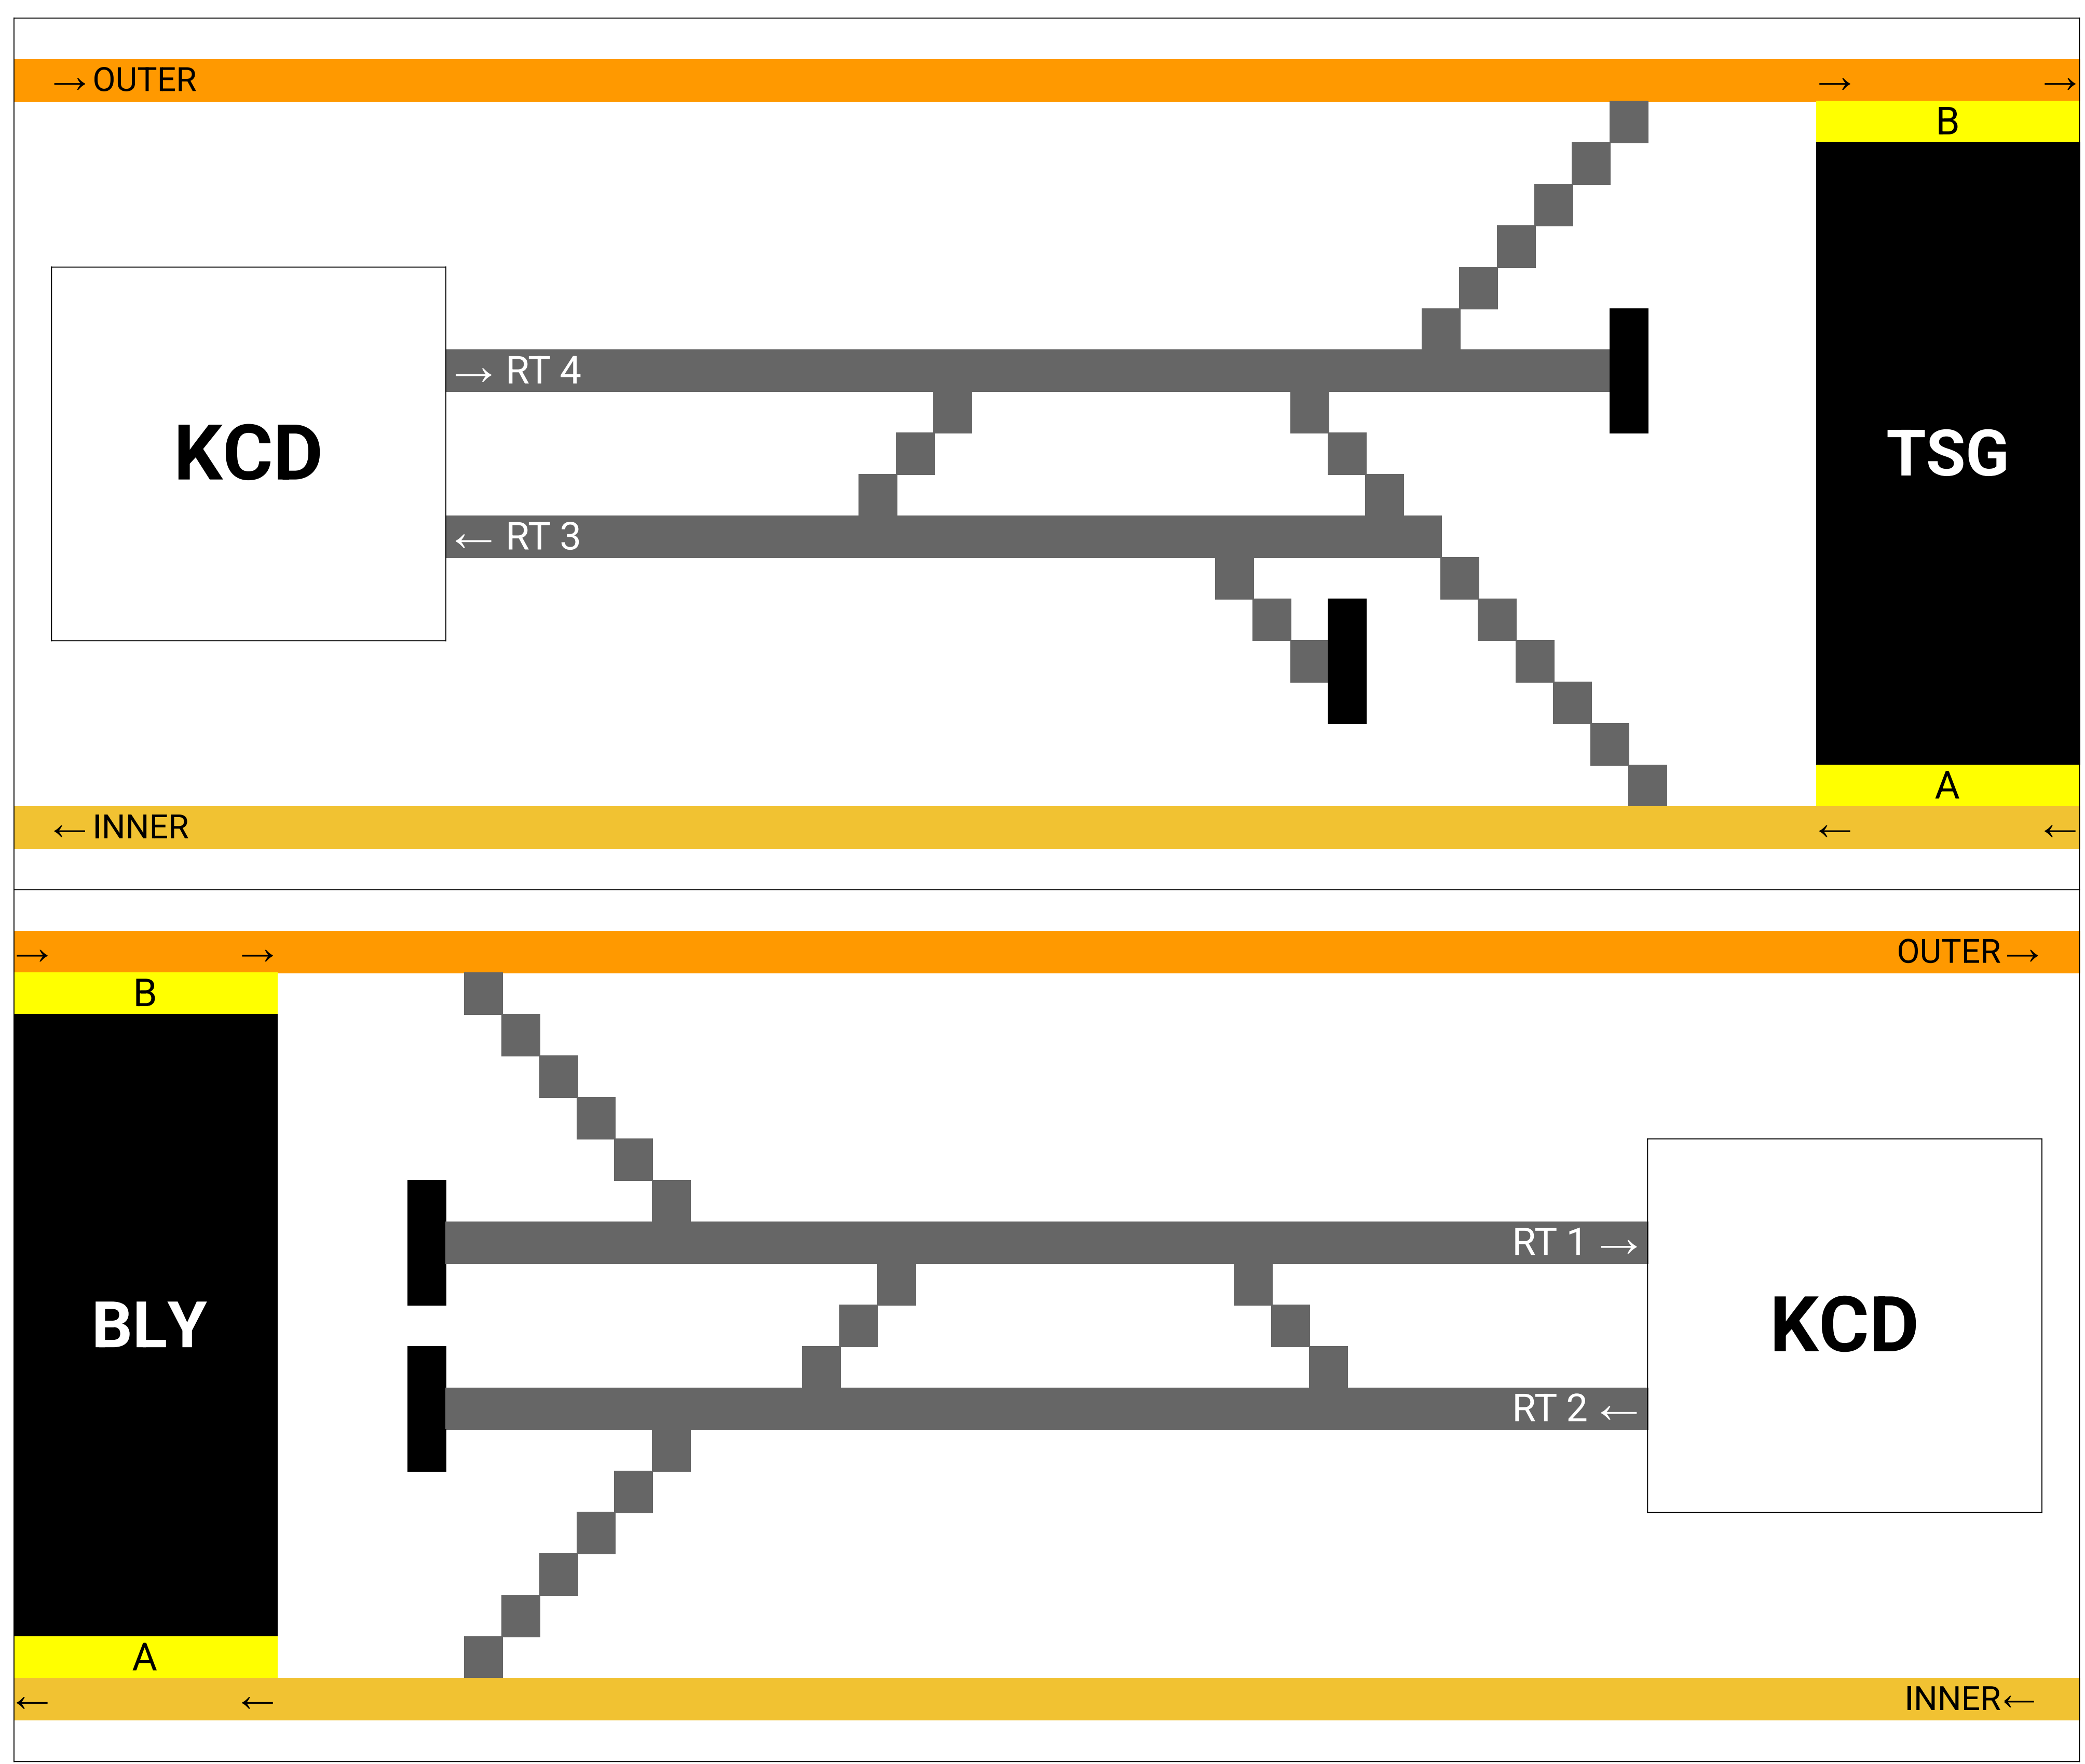 → OUTER → →
B
→ RT 4
KCD
TSG
← RT 3
A
← INNER ← ←
→ → OUTER →
B
RT 1 →
BLY
KCD
RT 2 ←
A
← ← INNER ←